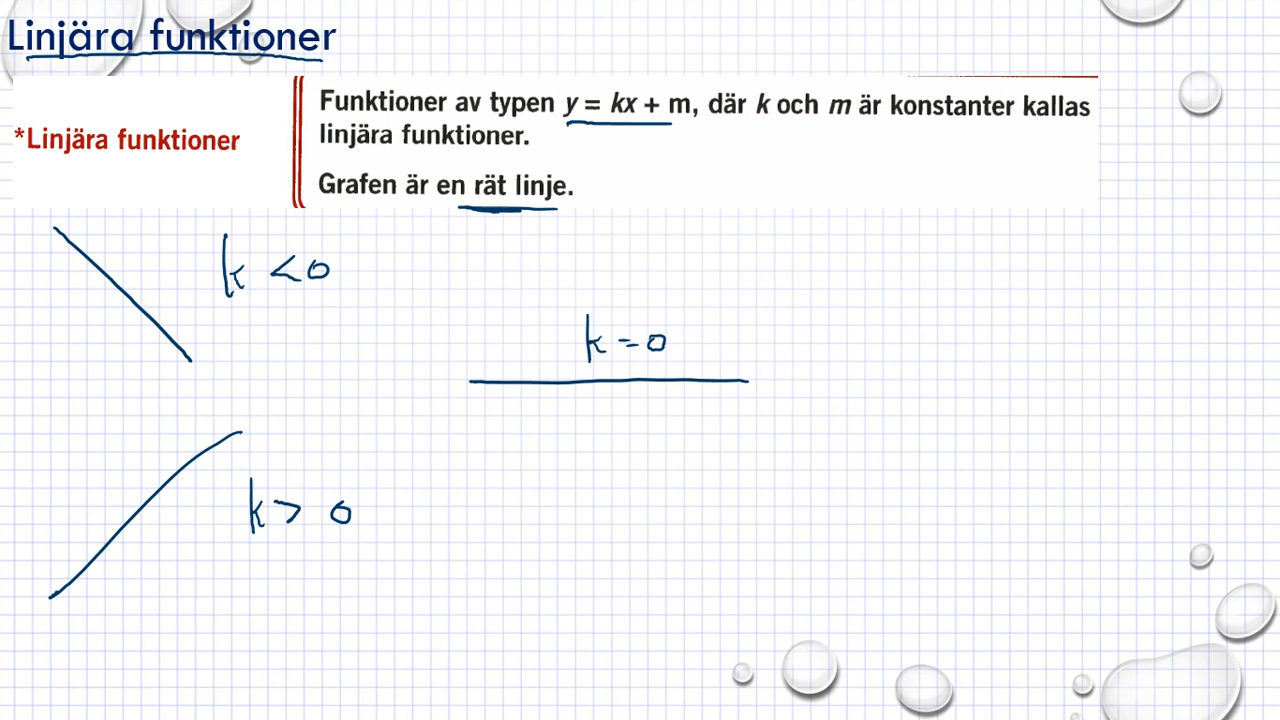 Linjära funktioner
*Linjära funktioner
Funktioner av typen y = kx + m, där k och m är konstanter kallas
linjära funktioner.
Grafen är en rät linje.
k < 0
k = 0
k > 0